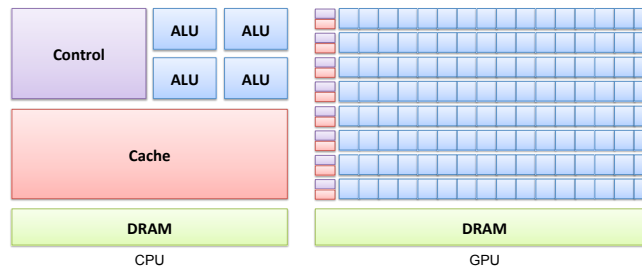 Control
ALU ALU
ALU ALU
Cache
DRAM
CPU
DRAM
GPU